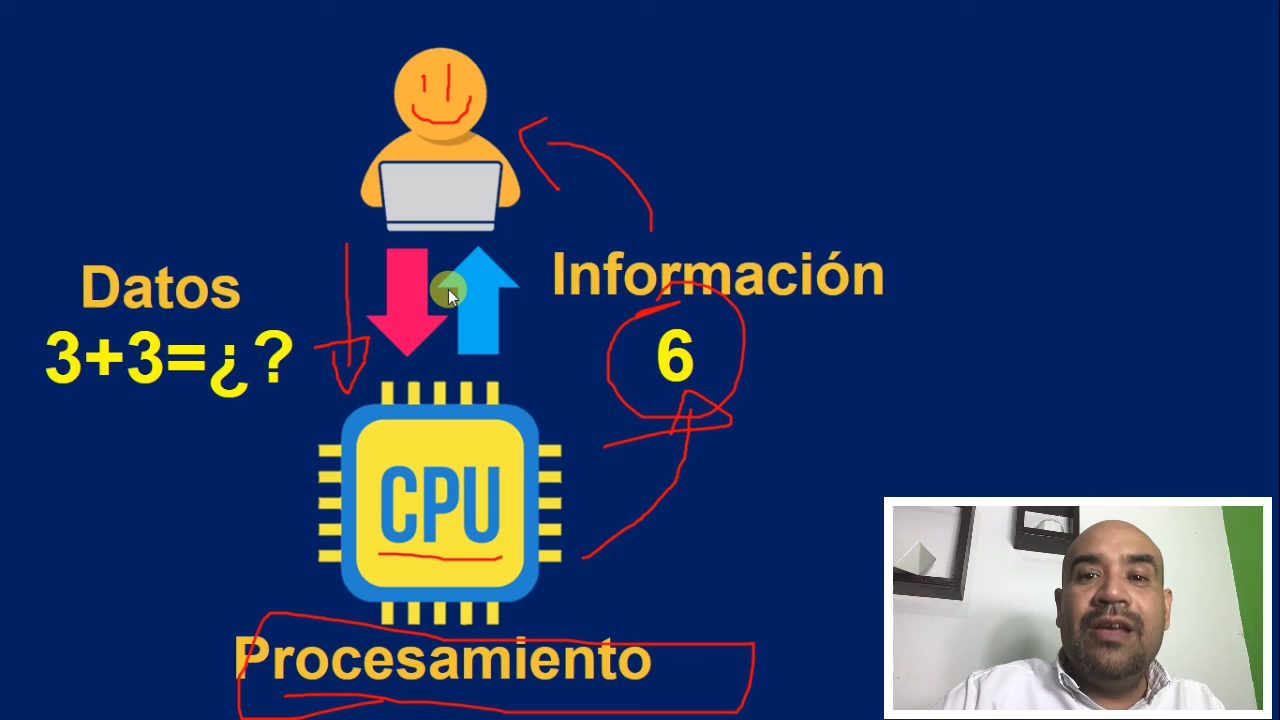 Datos
3+3=¿?
Información
6
CPU
Procesamiento